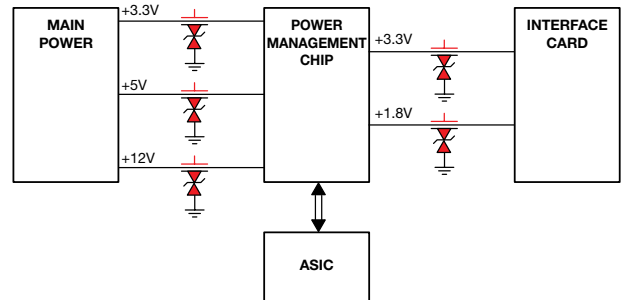 MAIN
POWER
+3.3V
+5V
+12V
POWER
MANAGEMENT
CHIP
+3.3V
+1.8V
INTERFACE
CARD
ASIC